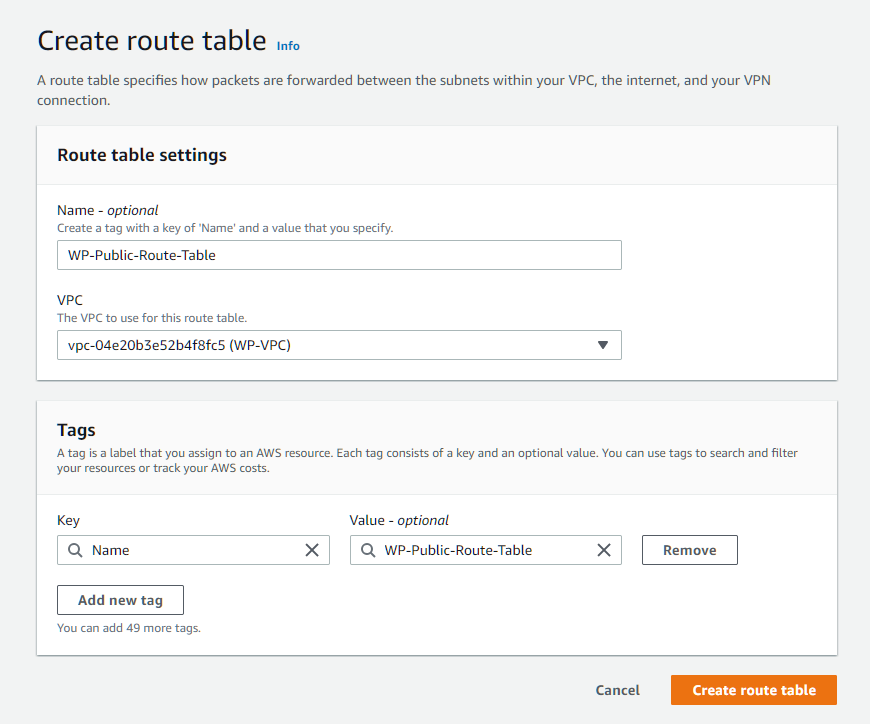 Create route table Info
A route table specifies how packets are forwarded between the subnets within your VPC, the internet, and your VPN
connection.
Route table settings
Name - optional
Create a tag with a key of 'Name' and a value that you specify.
WP-Public-Route-Table
VPC
The VPC to use for this route table.
vpc-04e20b3e52b4f8fc5 (WP-VPC)
Tags
A tag is a label that you assign to an AWS resource. Each tag consists of a key and an optional value. You can use tags to search and filter
your resources or track your AWS costs.
Key Value - optional
Name WP-Public-Route-Table Remove
Add new tag
You can add 49 more tags.
Cancel Create route table